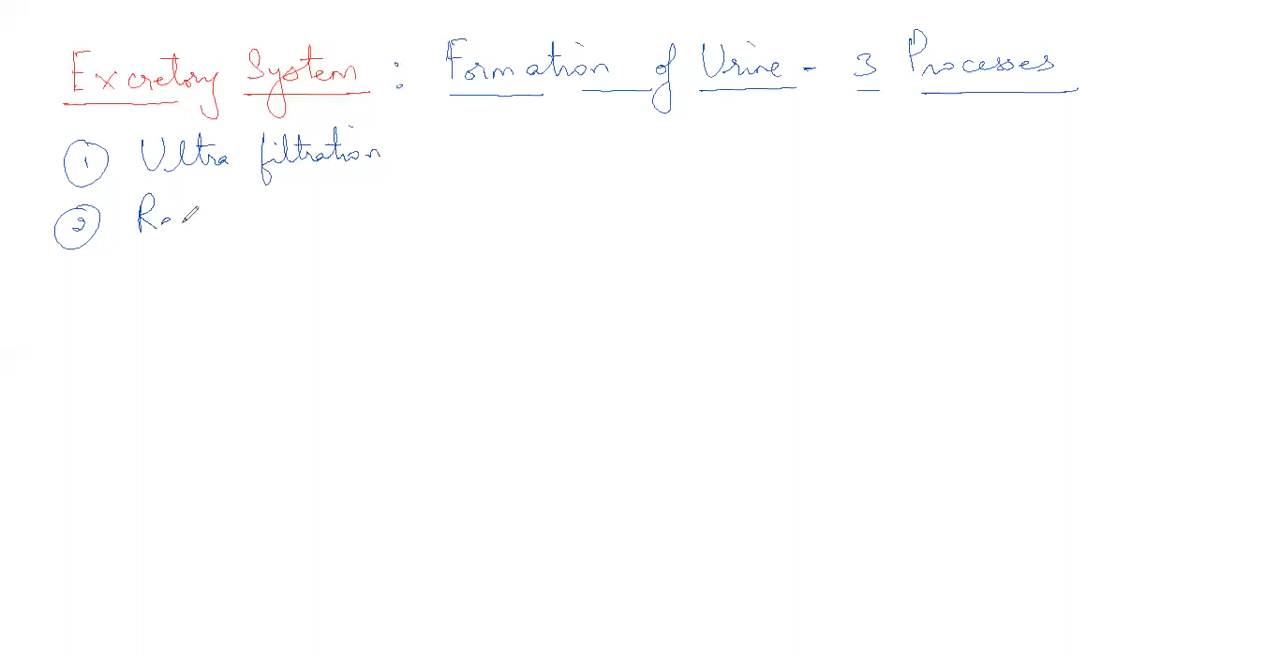 Excretory System : Formation of Urine - 3 Processes
① Ultra filtration
②